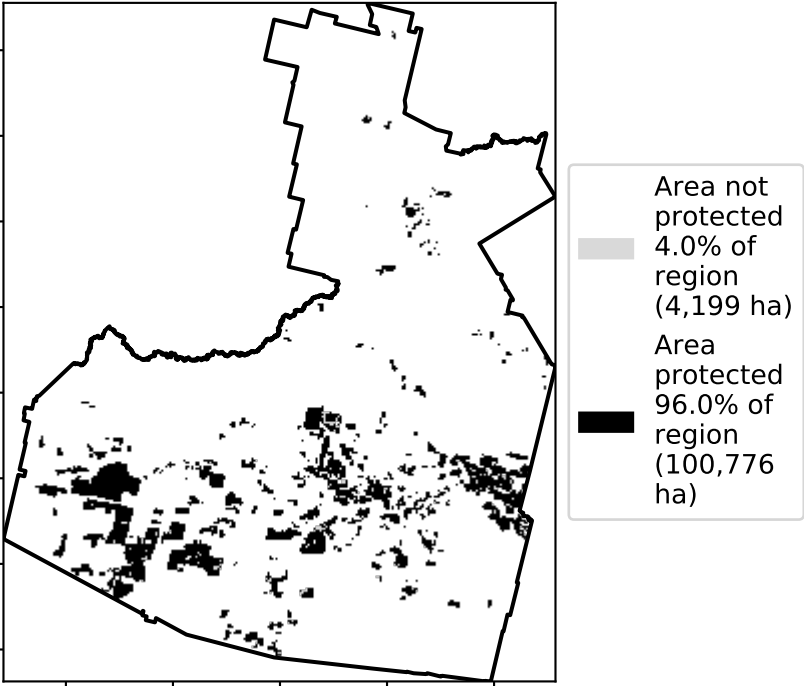 Area not
protected
4.0% of
region
(4,199 ha)
Area
protected
96.0% of
region
(100,776
ha)